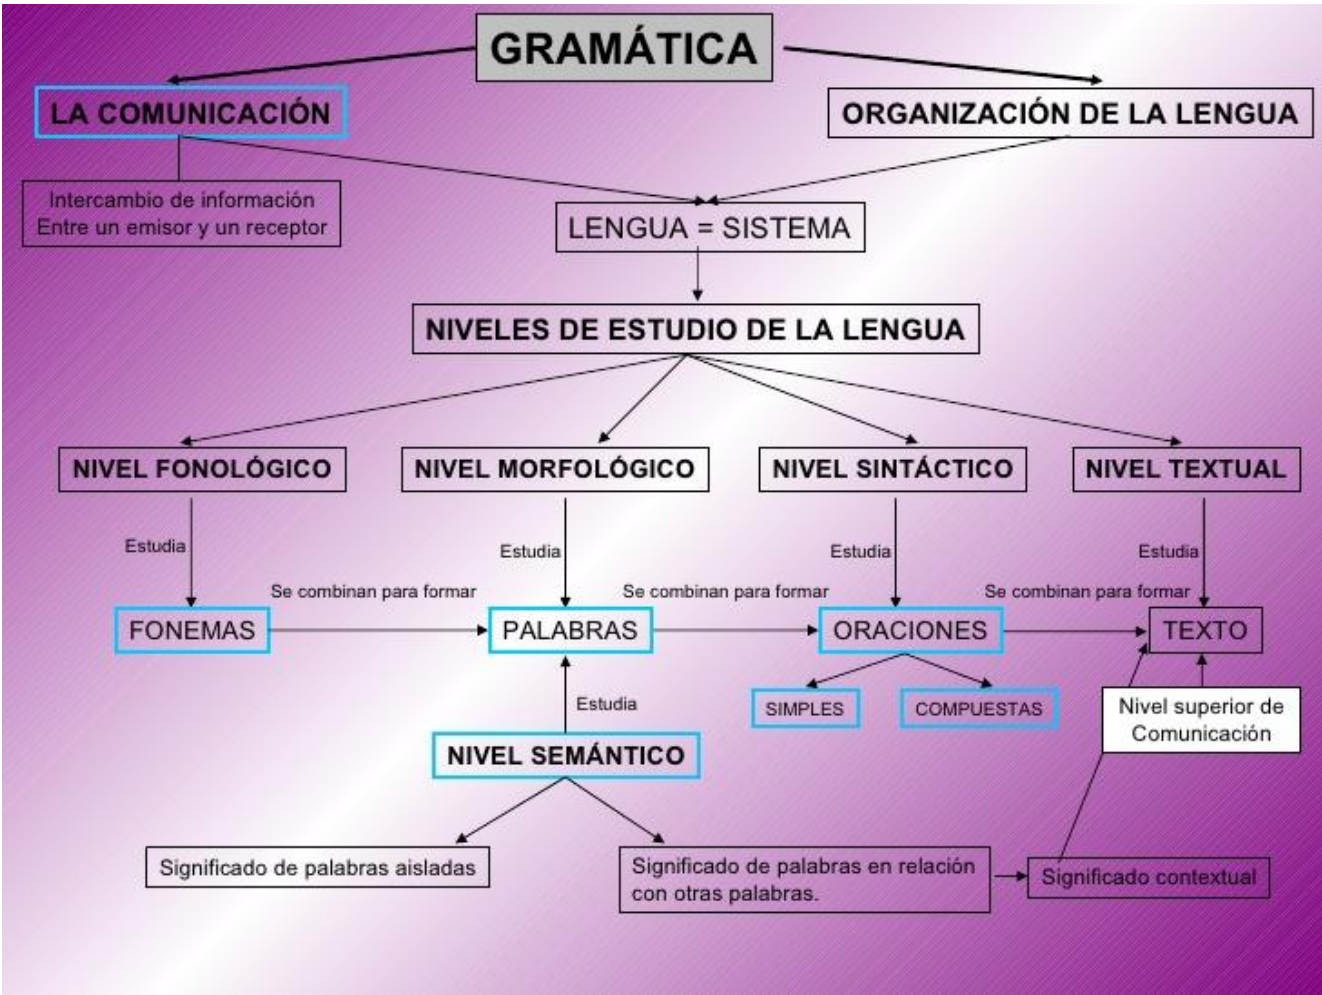 GRAMÁTICA
LA COMUNICACIÓN
ORGANIZACIÓN DE LA LENGUA
Intercambio de información
Entre un emisor y un receptor
LENGUA = SISTEMA
NIVELES DE ESTUDIO DE LA LENGUA
NIVEL FONOLÓGICO
NIVEL MORFOLÓGICO
NIVEL SINTÁCTICO
NIVEL TEXTUAL
Estudia
Estudia
Estudia
Estudia
Se combinan para formar
Se combinan para formar
Se combinan para formar
FONEMAS
PALABRAS
ORACIONES
TEXTO
SIMPLES
COMPUESTAS
Nivel superior de
Comunicación
Estudia
NIVEL SEMÁNTICO
Significado de palabras aisladas
Significado de palabras en relación
con otras palabras.
Significado contextual